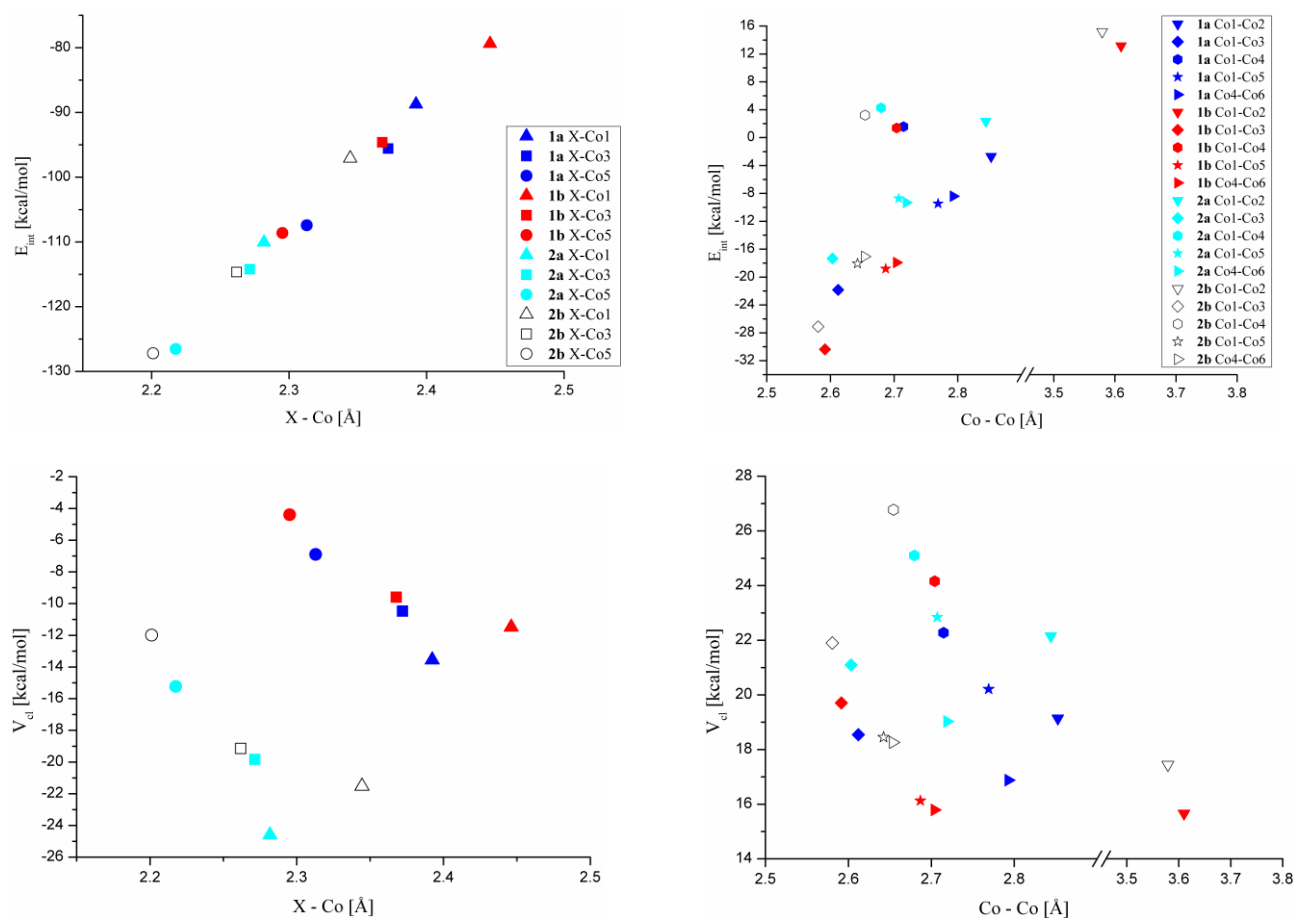 -80
-90
-100
-110
-120
-130
E_int [kcal/mol]
2.2 2.3 2.4 2.5
X - Co [Å]
1a X-Co1
1a X-Co3
1a X-Co5
1b X-Co1
1b X-Co3
1b X-Co5
2a X-Co1
2a X-Co3
2a X-Co5
2b X-Co1
2b X-Co3
2b X-Co5
16
12
8
4
0
-4
-8
-12
-16
-20
-24
-28
-32
E_int [kcal/mol]
2.5 2.6 2.7 2.8 3.5 3.6 3.7 3.8
Co - Co [Å]
1a Co1-Co2
1a Co1-Co3
1a Co1-Co4
1a Co1-Co5
1a Co4-Co6
1b Co1-Co2
1b Co1-Co3
1b Co1-Co4
1b Co1-Co5
1b Co4-Co6
2a Co1-Co2
2a Co1-Co3
2a Co1-Co4
2a Co1-Co5
2a Co4-Co6
2b Co1-Co2
2b Co1-Co3
2b Co1-Co4
2b Co1-Co5
2b Co4-Co6
-2
-4
-6
-8
-10
-12
-14
-16
-18
-20
-22
-24
-26
V_cl [kcal/mol]
2.2 2.3 2.4 2.5
X - Co [Å]
28
26
24
22
20
18
16
14
V_cl [kcal/mol]
2.5 2.6 2.7 2.8 3.5 3.6 3.7 3.8
Co - Co [Å]